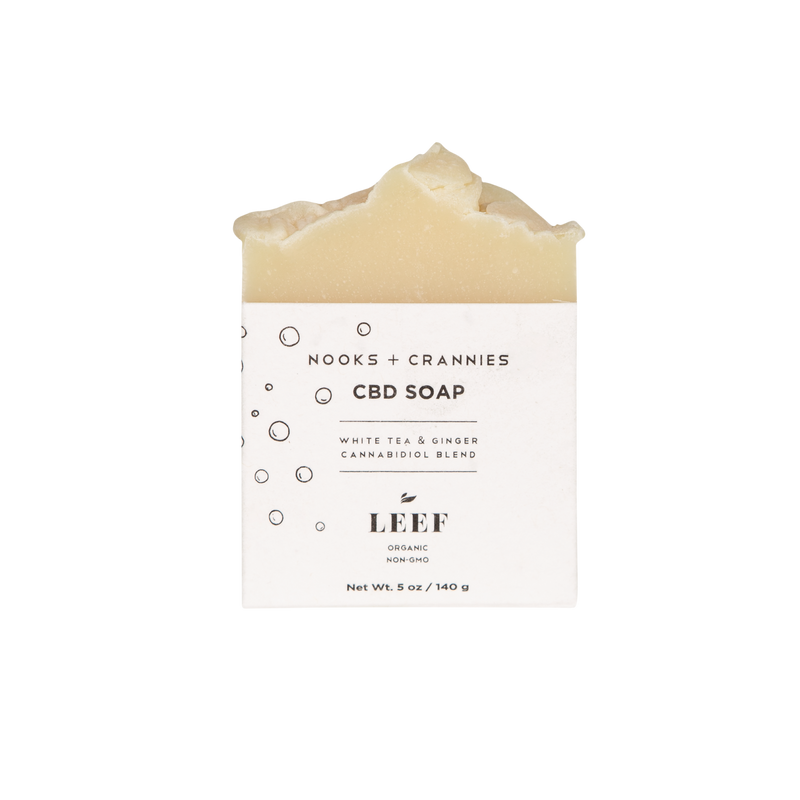 NOOKS + CRANNIES
CBD SOAP
WHITE TEA & GINGER
CANNABIDIOL BLEND
LEEF
ORGANIC
NON-GMO
Net Wt. 5 oz / 140 g